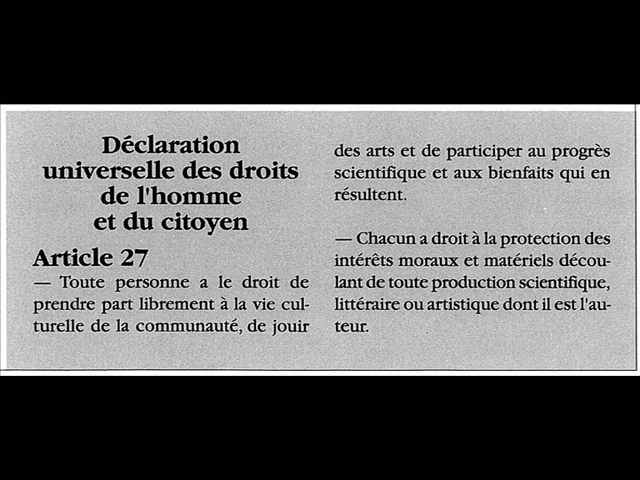 Déclaration
universelle des droits
de l'homme
et du citoyen
Article 27
— Toute personne a le droit de
prendre part librement à la vie cul-
turelle de la communauté, de jouir
des arts et de participer au progrès
scientifique et aux bienfaits qui en
résultent.
— Chacun a droit à la protection des
intérêts moraux et matériels décou-
lant de toute production scientifique,
littéraire ou artistique dont il est l'au-
teur.